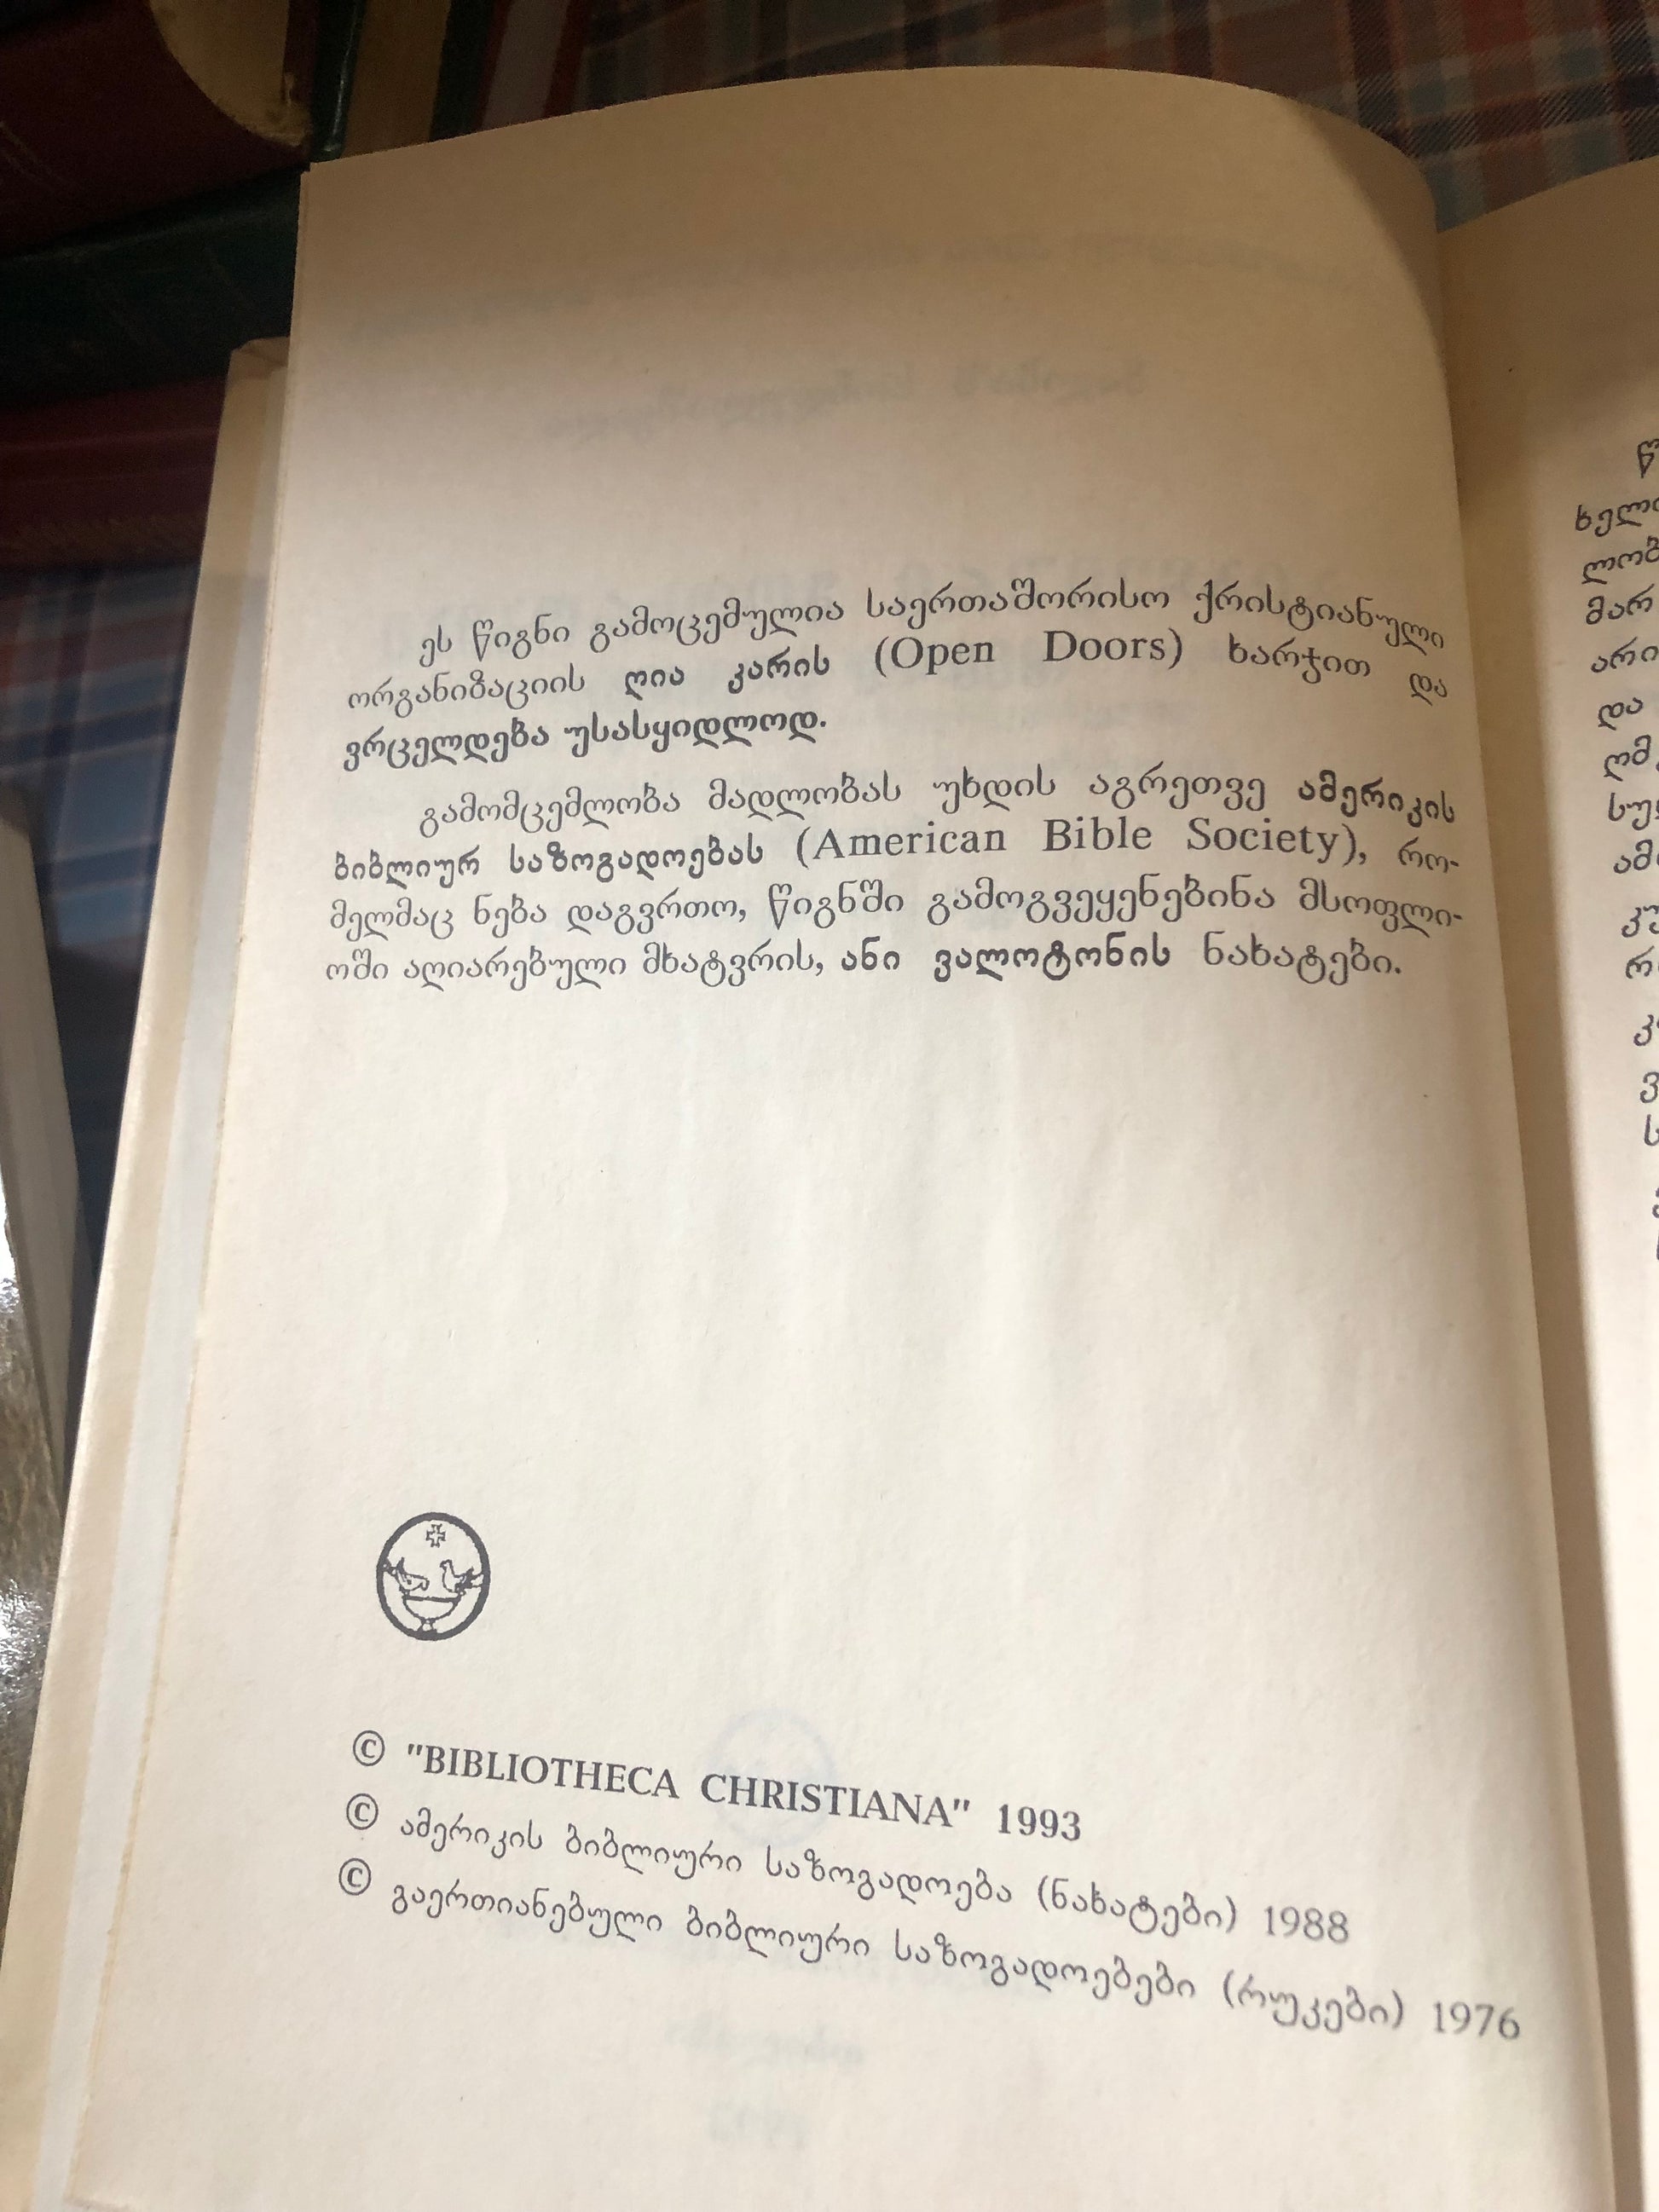 ეს წიგნი გამოცემულია საერთაშორისო ქრისტიანული
ორგანიზაციის ღია კარის (Open Doors) ხარჯით და
ვრცელდება უსასყიდლოდ.
გამომცემლობა მადლობას უხდის აგრეთვე ამერიკის
ბიბლიურ საზოგადოებას (American Bible Society), რო-
მელმაც ნება დაგვრთო, წიგნში გამოგვეყენებინა მსოფლი-
ოში აღიარებული მხატვრის, ანი ვალოტონის ნახატები.
© "BIBLIOTHECA CHRISTIANA" 1993
© ამერიკის ბიბლიური საზოგადოება (ნახატები) 1988
© გაერთიანებული ბიბლიური საზოგადოებები (რუკები) 1976
და